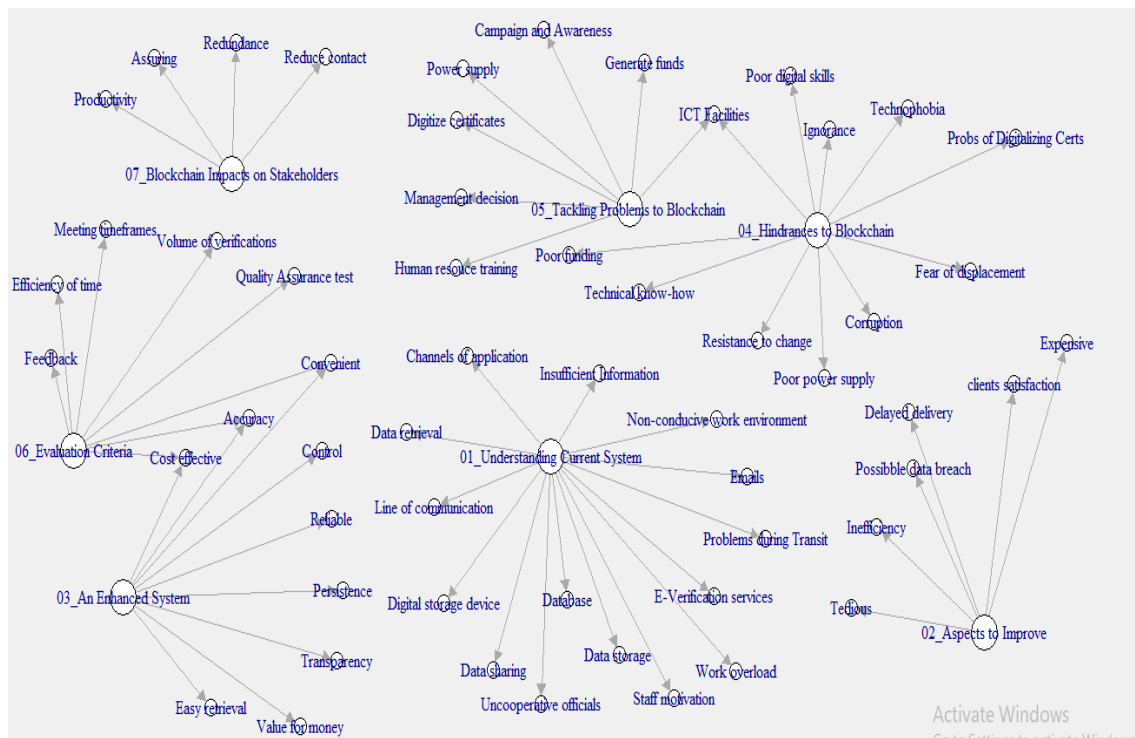 Campaign and Awareness
Redundance
Assuring
Reduce contact
Generate funds
Power supply
Poor digital skills
Productivity
Technophobia
Digitize certificates
ICT Facilities
Ignorance
Probs of Digitalizing Certs
07_Blockchain Impacts on Stakeholders
Management decision
05_Tackling Problems to Blockchain
04_Hindrances to Blockchain
Meeting timeframes
Volume of verifications
Poor funding
Human resouce training
Fear of displacement
Quality Assurance test
Efficiency of time
Technical know-how
Corruption
Resistance to change
Expensive
Channels of application
Feedback
Convenient
Insufficient Information
Poor power supply
clients satisfaction
Delayed delivery
Accuracy
Non-conducive work environment
Data retrieval
06_Evaluation Criteria
Control
Cost effective
01_Understanding Current System
Possibble data breach
Emails
Line of communication
Reliable
Inefficiency
Problems during Transit
Persistence
03_An Enhanced System
Digital storage device
Database
E-Verification services
Tedious
02_Aspects to Improve
Transparency
Data sharing
Data storage
Work overload
Easy retrieval
Uncooperative officials
Staff motivation
Value for money
Activate Windows
Go to Settings to activate Windows